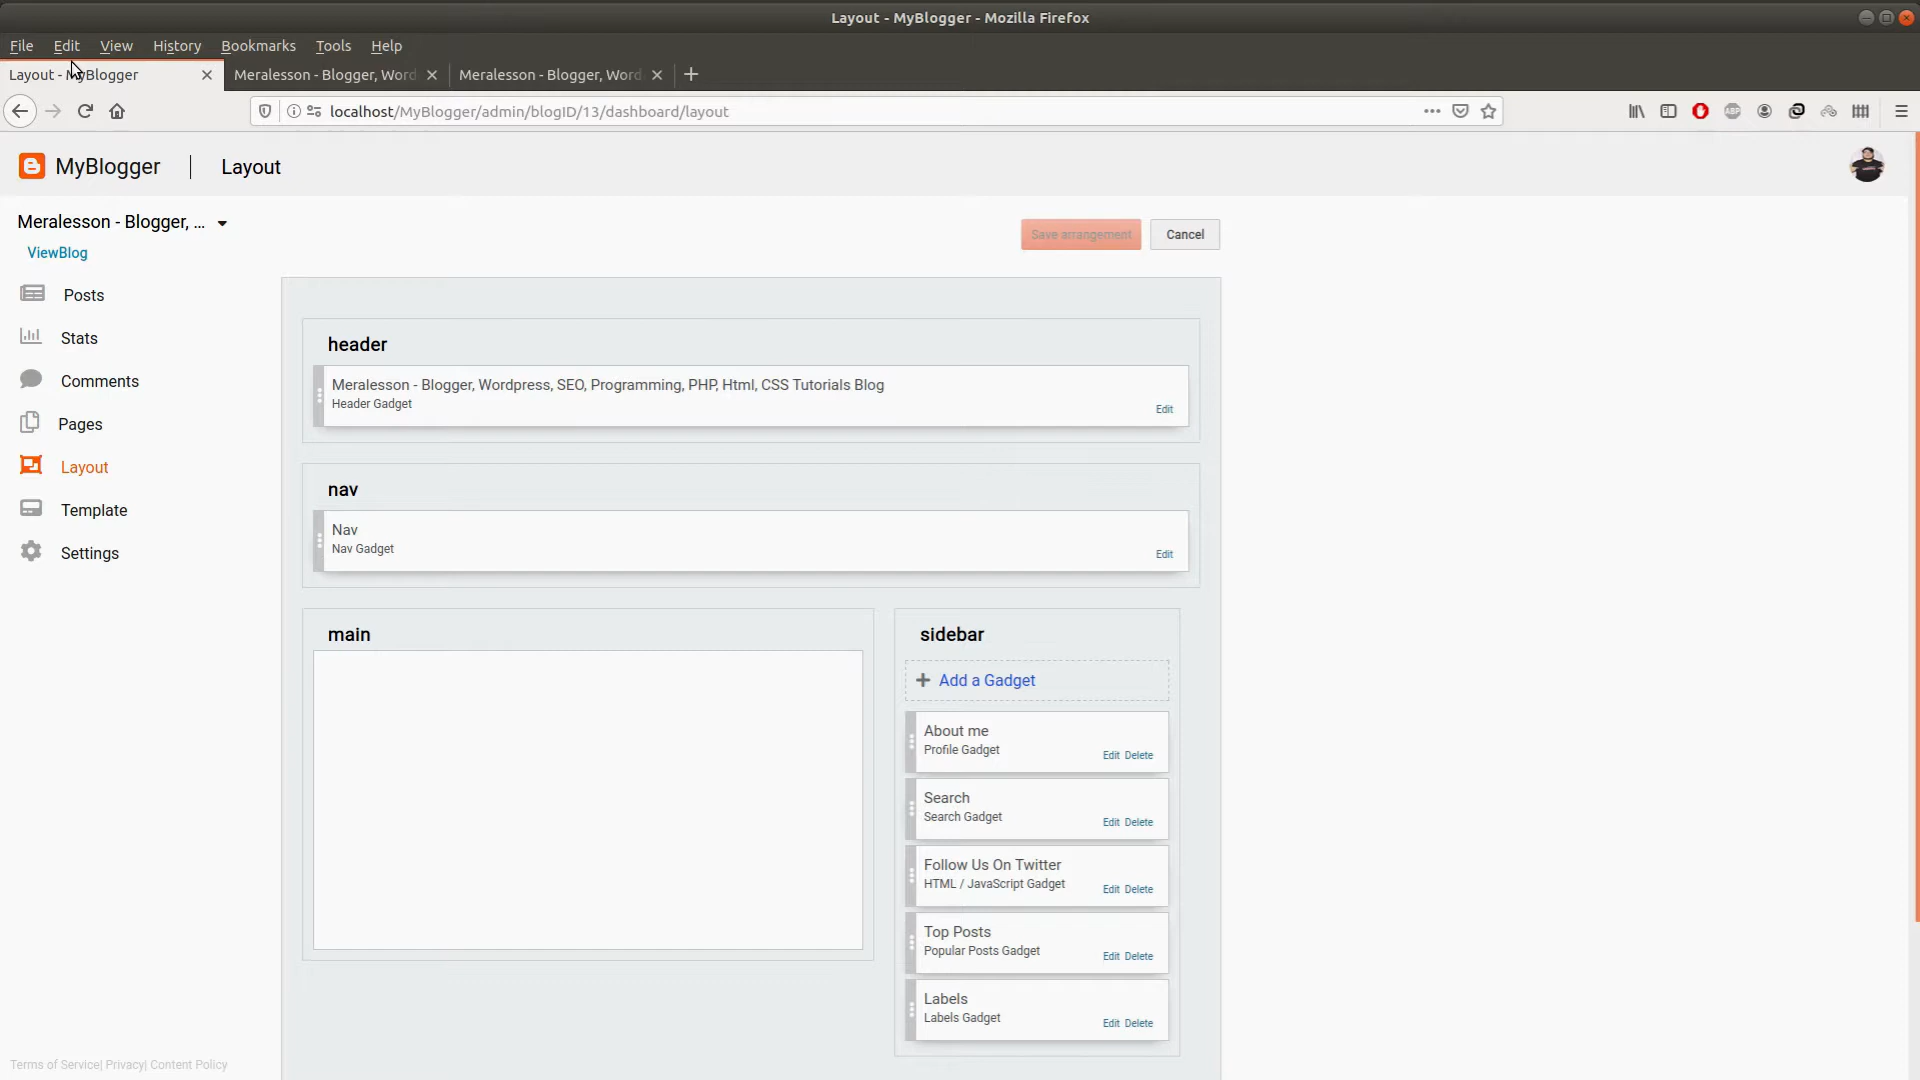 Layout - MyBlogger - Mozilla Firefox
File Edit View History Bookmarks Tools Help
Layout - MyBlogger
Meralesson - Blogger, Word
Meralesson - Blogger, Word
localhost/MyBlogger/admin/blogID/13/dashboard/layout
MyBlogger
Layout
Meralesson - Blogger, ...
ViewBlog
Posts
Stats
Comments
Pages
Layout
Template
Settings
Save arrangement
Cancel
header
Meralesson - Blogger, Wordpress, SEO, Programming, PHP, Html, CSS Tutorials Blog
Header Gadget
Edit
nav
Nav
Nav Gadget
Edit
main
sidebar
Add a Gadget
About me
Profile Gadget
Edit Delete
Search
Search Gadget
Edit Delete
Follow Us On Twitter
HTML / JavaScript Gadget
Edit Delete
Top Posts
Popular Posts Gadget
Edit Delete
Labels
Labels Gadget
Edit Delete
Terms of Service| Privacy| Content Policy